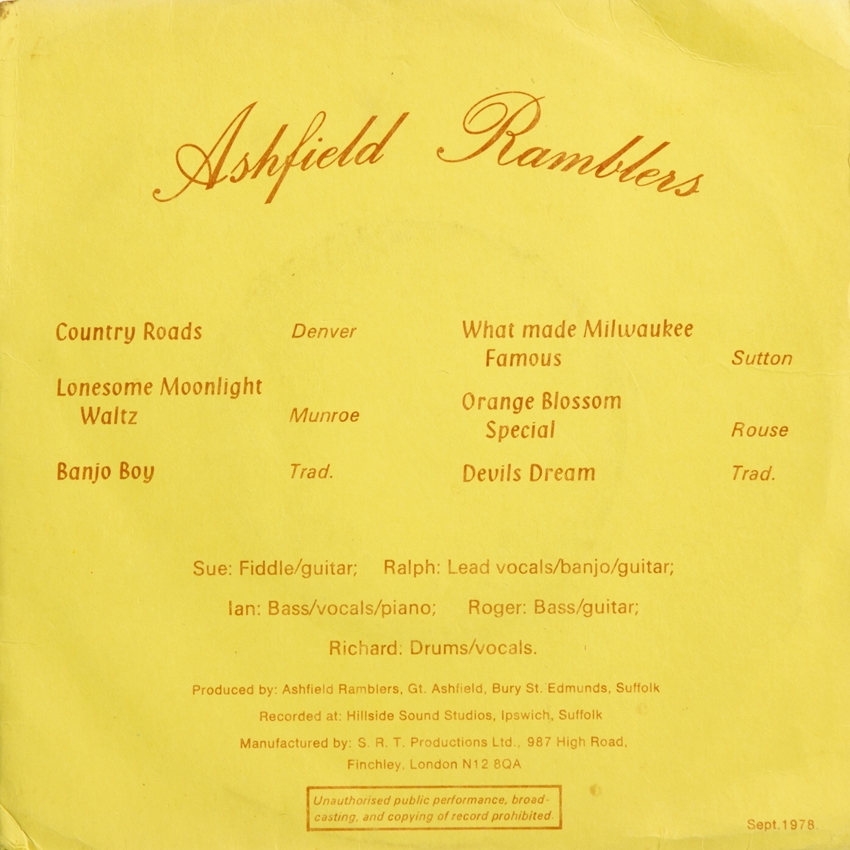 Ashfield Ramblers
Country Roads Denver
Lonesome Moonlight
Waltz Munroe
Banjo Boy Trad.
What made Milwaukee
Famous Sutton
Orange Blossom
Special Rouse
Devils Dream Trad.
Sue: Fiddle/guitar; Ralph: Lead vocals/banjo/guitar;
Ian: Bass/vocals/piano; Roger: Bass/guitar;
Richard: Drums/vocals.
Produced by: Ashfield Ramblers, Gt. Ashfield, Bury St. Edmunds, Suffolk
Recorded at: Hillside Sound Studios, Ipswich, Suffolk
Manufactured by: S. R. T. Productions Ltd., 987 High Road,
Finchley, London N12 8QA
Unauthorised public performance, broad-
casting, and copying of record prohibited.
Sept. 1978.